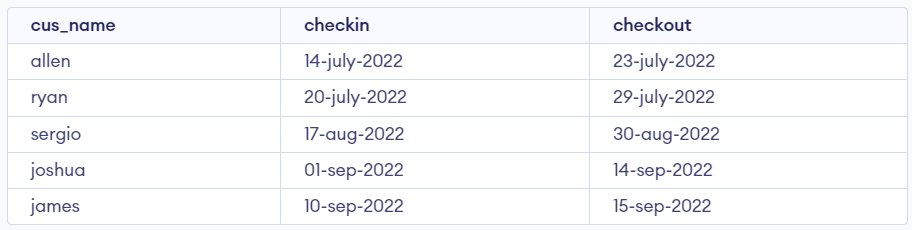 cus_name checkin checkout
allen 14-july-2022 23-july-2022
ryan 20-july-2022 29-july-2022
sergio 17-aug-2022 30-aug-2022
joshua 01-sep-2022 14-sep-2022
james 10-sep-2022 15-sep-2022